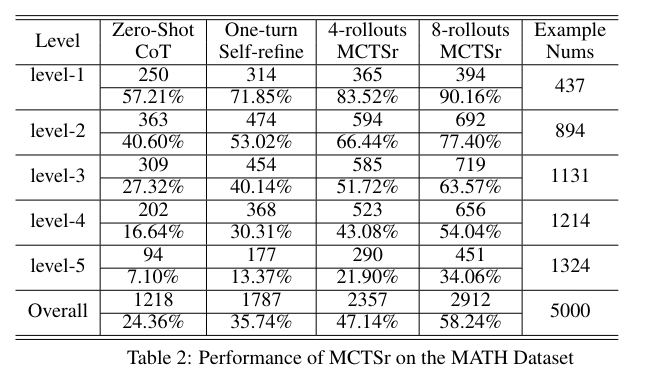 Level Zero-Shot CoT One-turn Self-refine 4-rollouts MCTSr 8-rollouts MCTSr Example Nums
level-1 250 314 365 394 437
57.21% 71.85% 83.52% 90.16%
level-2 363 474 594 692 894
40.60% 53.02% 66.44% 77.40%
level-3 309 454 585 719 1131
27.32% 40.14% 51.72% 63.57%
level-4 202 368 523 656 1214
16.64% 30.31% 43.08% 54.04%
level-5 94 177 290 451 1324
7.10% 13.37% 21.90% 34.06%
Overall 1218 1787 2357 2912 5000
24.36% 35.74% 47.14% 58.24%
Table 2: Performance of MCTSr on the MATH Dataset